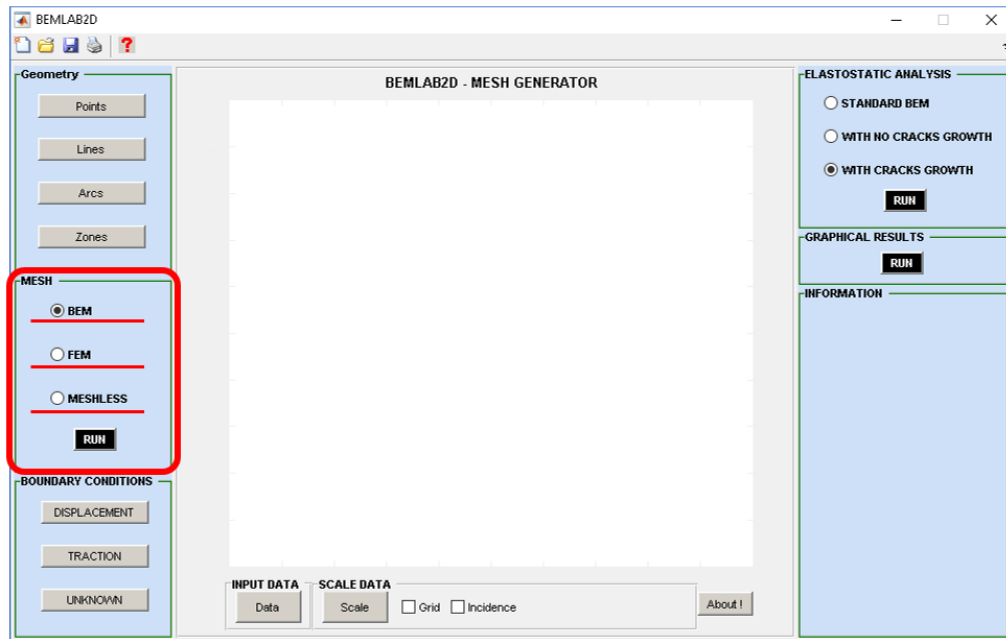 BEMLAB2D
?
Geometry
Points
Lines
Arcs
Zones
MESH
BEM
FEM
MESHLESS
RUN
BOUNDARY CONDITIONS
DISPLACEMENT
TRACTION
UNKNOWN
BEMLAB2D - MESH GENERATOR
INPUT DATA
Data
SCALE DATA
Scale
Grid
Incidence
About !
ELASTOSTATIC ANALYSIS
STANDARD BEM
WITH NO CRACKS GROWTH
WITH CRACKS GROWTH
RUN
GRAPHICAL RESULTS
RUN
INFORMATION